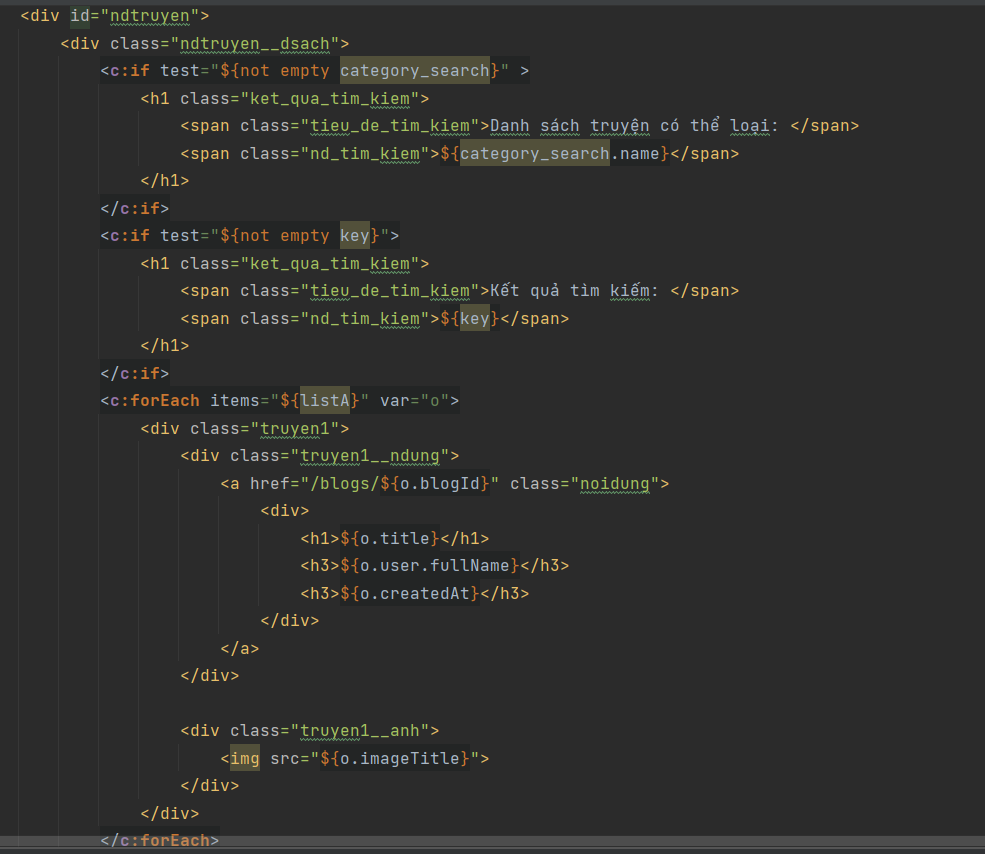 <div id="ndtruyen">
<div class="ndtruyen__dsach">
<c:if test="${not empty category_search}" >
<h1 class="ket_qua_tim_kiem">
<span class="tieu_de_tim_kiem">Danh sách truyện có thể loại: </span>
<span class="nd_tim_kiem">${category_search.name}</span>
</h1>
</c:if>
<c:if test="${not empty key}">
<h1 class="ket_qua_tim_kiem">
<span class="tieu_de_tim_kiem">Kết quả tìm kiếm: </span>
<span class="nd_tim_kiem">${key}</span>
</h1>
</c:if>
<c:forEach items="${listA}" var="o">
<div class="truyen1">
<div class="truyen1__ndung">
<a href="/blogs/${o.blogId}" class="noidung">
<div>
<h1>${o.title}</h1>
<h3>${o.user.fullName}</h3>
<h3>${o.createdAt}</h3>
</div>
</a>
</div>
<div class="truyen1__anh">
<img src="${o.imageTitle}">
</div>
</div>
</c:forEach>